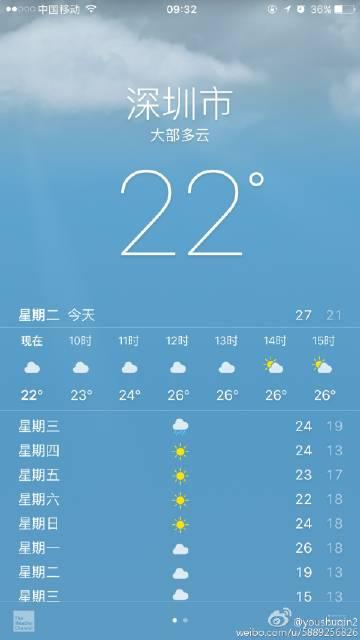 中国移动 09:32 36%
深圳市
大部多云
22°
星期二 今天 27 21
现在 10时 11时 12时 13时 14时 15时
22° 23° 24° 26° 26° 26° 26°
星期三 24 19
星期四 24 13
星期五 23 17
星期六 22 18
星期日 24 18
星期一 26 18
星期二 19 13
星期三 15 13
The Weather Channel
@youshuqin2
weibo.com/u/5889256826